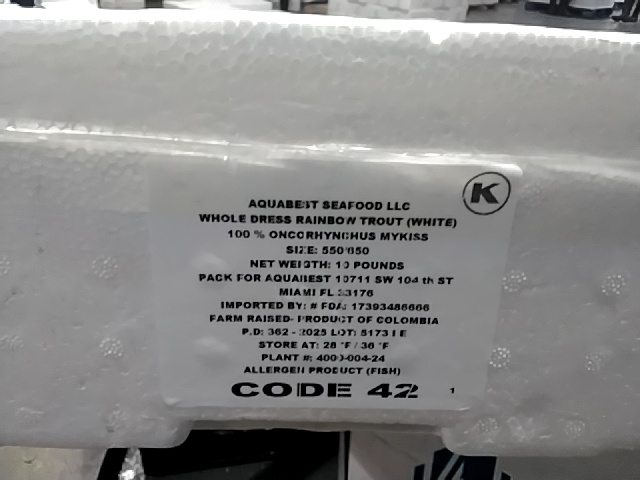 K
AQUABEST SEAFOOD LLC
WHOLE DRESS RAINBOW TROUT (WHITE)
100 % ONCORHYNCHUS MYKISS
SIZE: 550/650
NET WEIGTH: 10 POUNDS
PACK FOR AQUABEST 10711 SW 104 th ST
MIAMI FL 33176
IMPORTED BY: # FDA: 17393486666
FARM RAISED- PRODUCT OF COLOMBIA
P.D: 362 - 2025 LOT: 5173 I E
STORE AT: 28 °F / 36 °F
PLANT #: 4000-004-24
ALLERGEN PRODUCT (FISH)
CODE 42 1